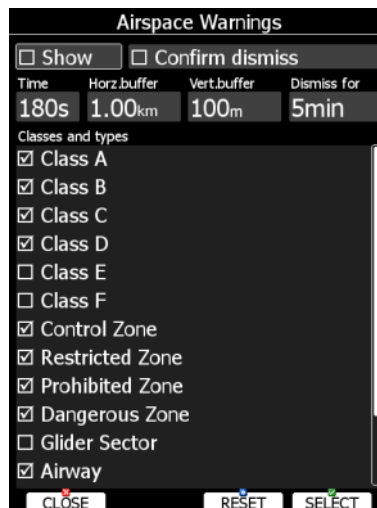 Airspace Warnings
Show Confirm dismiss
Time Horz.buffer Vert.buffer Dismiss for
180s 1.00km 100m 5min
Classes and types
Class A
Class B
Class C
Class D
Class E
Class F
Control Zone
Restricted Zone
Prohibited Zone
Dangerous Zone
Glider Sector
Airway
CLOSE RESET SELECT